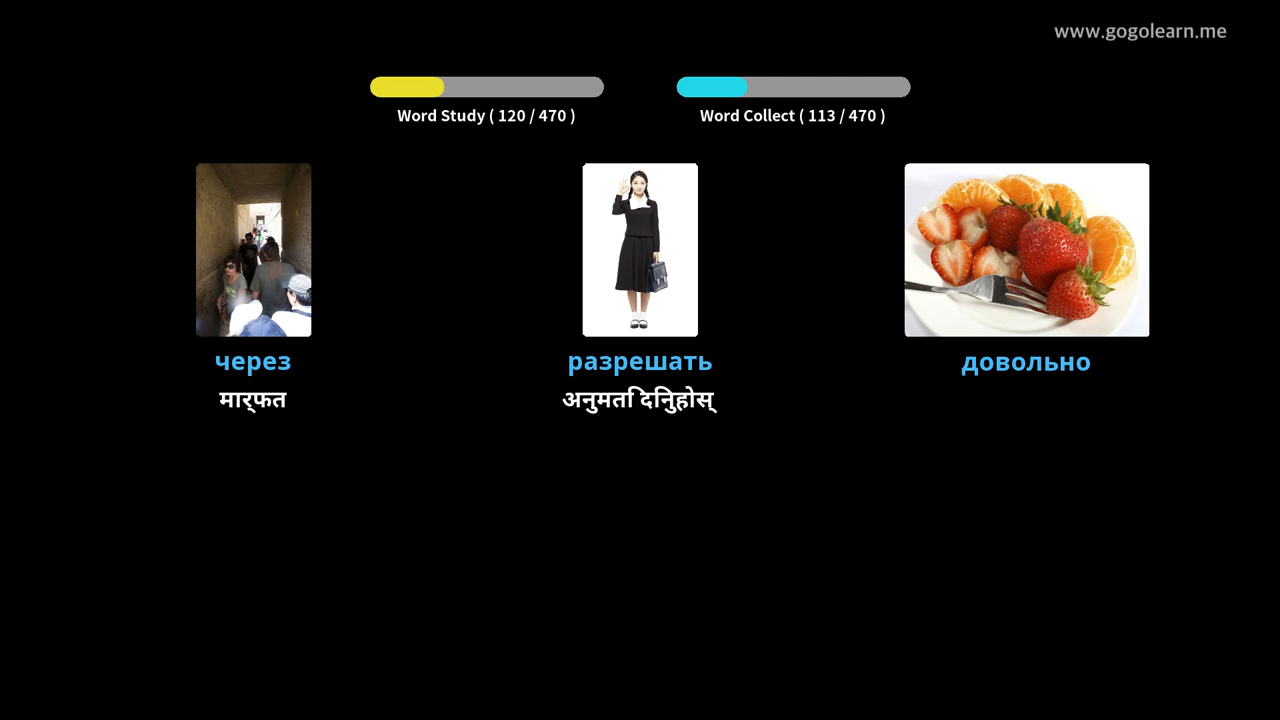 www.gogolearn.me
Word Study ( 120 / 470 )
Word Collect ( 113 / 470 )
через
разрешать
довольно
मार्फत
अनुमति दिनुहोस्